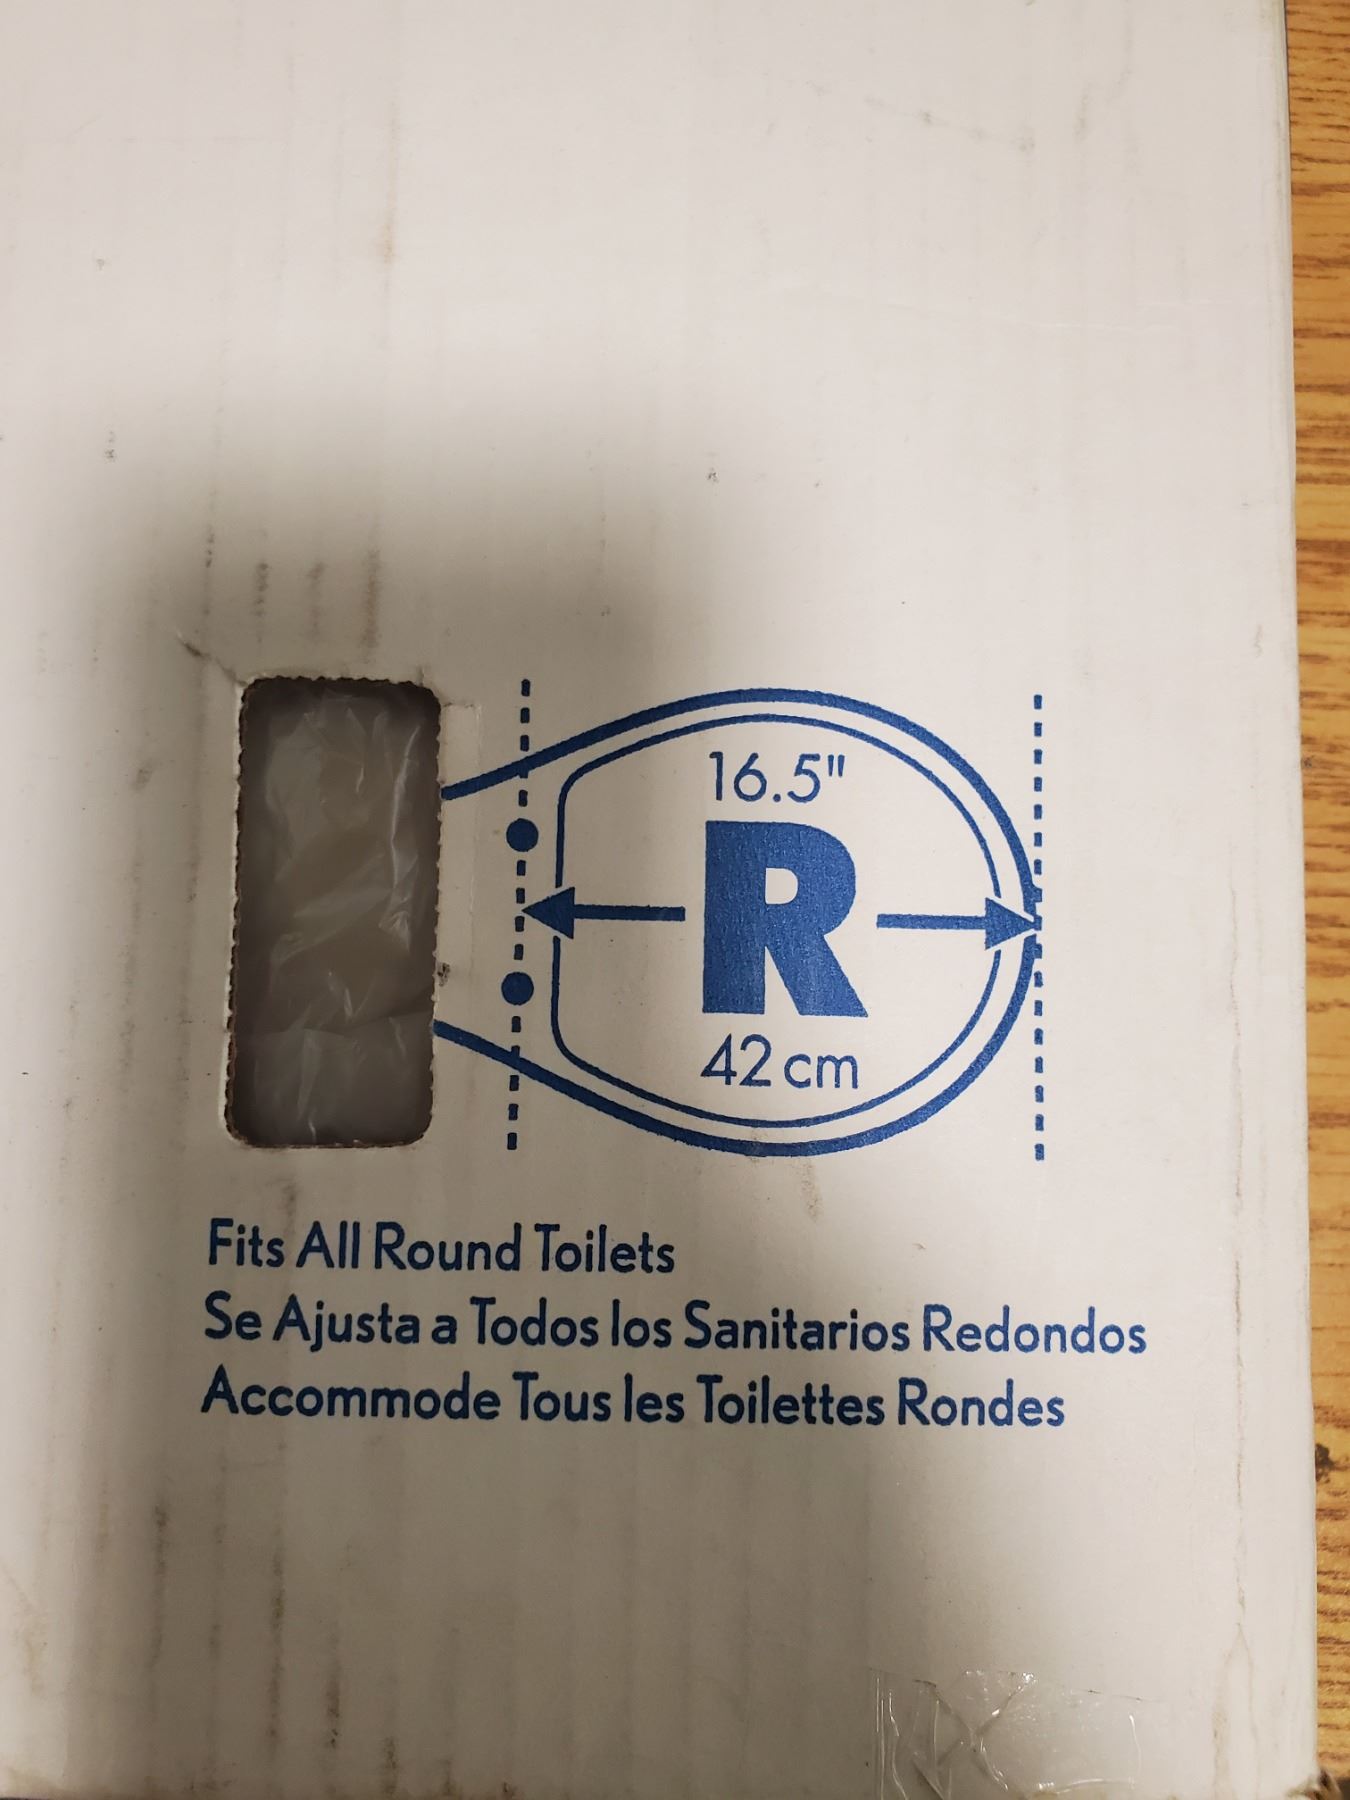 16.5"
R
42 cm
Fits All Round Toilets
Se Ajusta a Todos los Sanitarios Redondos
Accommode Tous les Toilettes Rondes